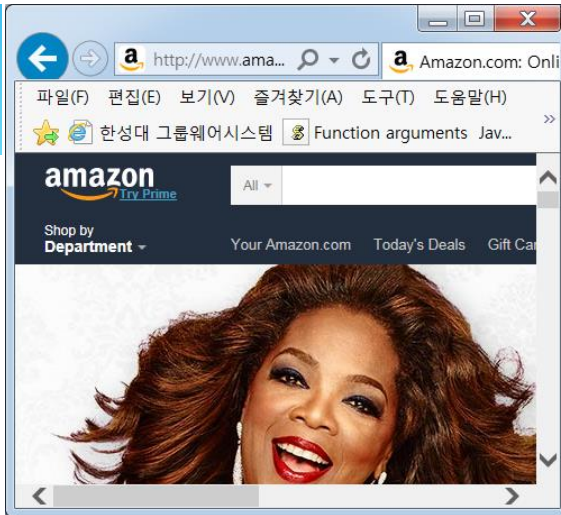 http://www.ama...
Amazon.com: Onli
파일(F) 편집(E) 보기(V) 즐겨찾기(A) 도구(T) 도움말(H)
한성대 그룹웨어시스템 Function arguments Jav...
amazon
Try Prime
All
Shop by
Department
Your Amazon.com Today's Deals Gift Car